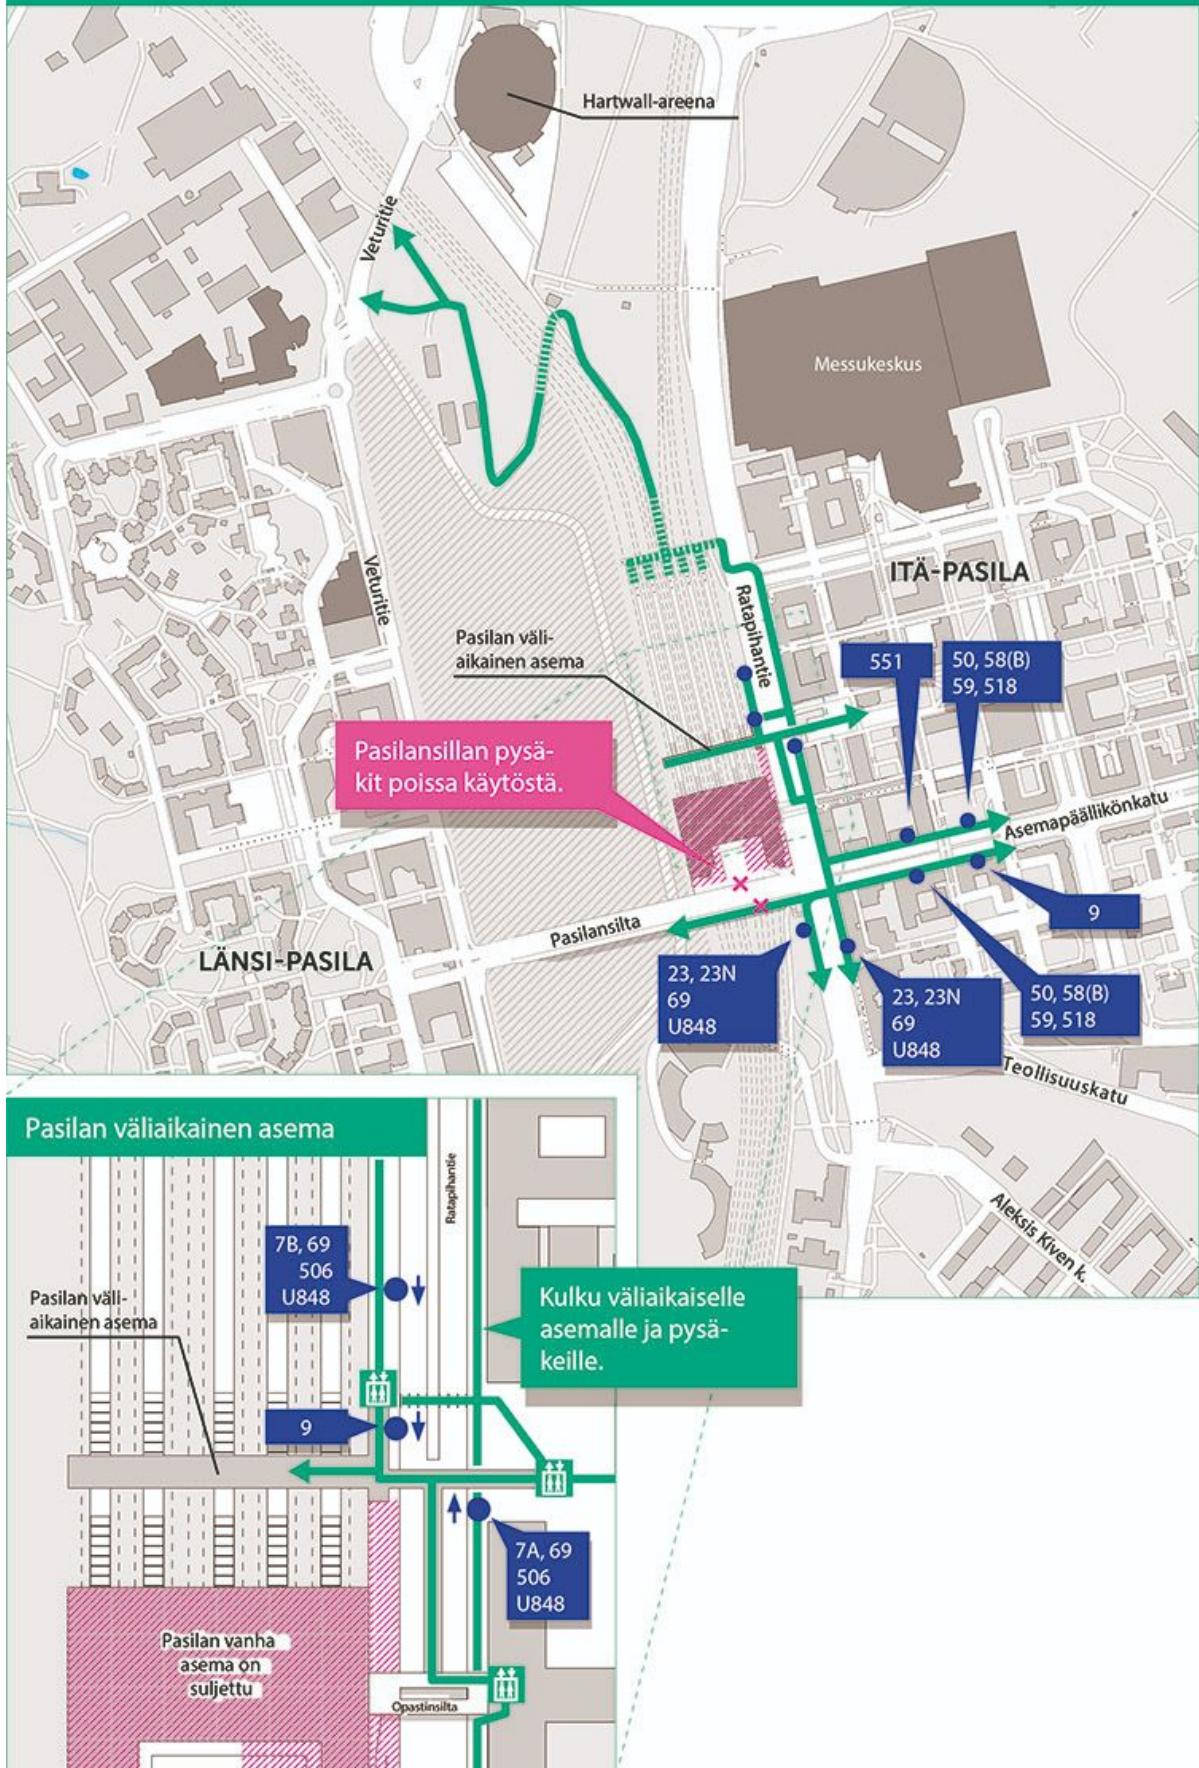 Hartwall-areena
Veturitie
Messukeskus
ITÄ-PASILA
Ratapihantie
Veturitie
Pasilan väli-
aikainen asema
551
50, 58(B)
59, 518
Pasilansillan pysä-
kit poissa käytöstä.
Asemapäällikönkatu
9
Pasilansilta
LÄNSI-PASILA
23, 23N
69
U848
23, 23N
69
U848
50, 58(B)
59, 518
Teollisuuskatu
Aleksis Kiven k.
Pasilan väliaikainen asema
Ratapihantie
7B, 69
506
U848
Pasilan väli-
aikainen asema
Kulku väliaikaiselle
asemalle ja pysä-
keille.
9
7A, 69
506
U848
Pasilan vanha
asema on
suljettu
Opastinsilta